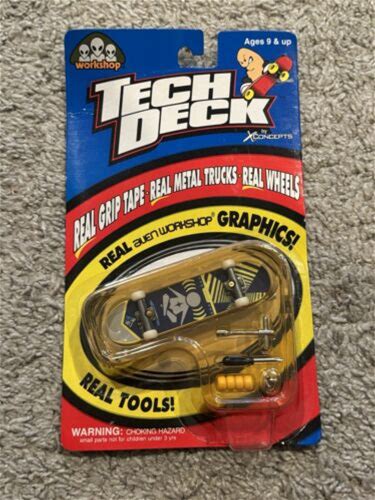 workshop
Ages 9 & up
TECH
DECK
by
XCONCEPTS
REAL GRIP TAPE · REAL METAL TRUCKS · REAL WHEELS
REAL ALIEN WORKSHOP® GRAPHICS!
REAL TOOLS!
WARNING: CHOKING HAZARD
small parts not for children under 3 yrs